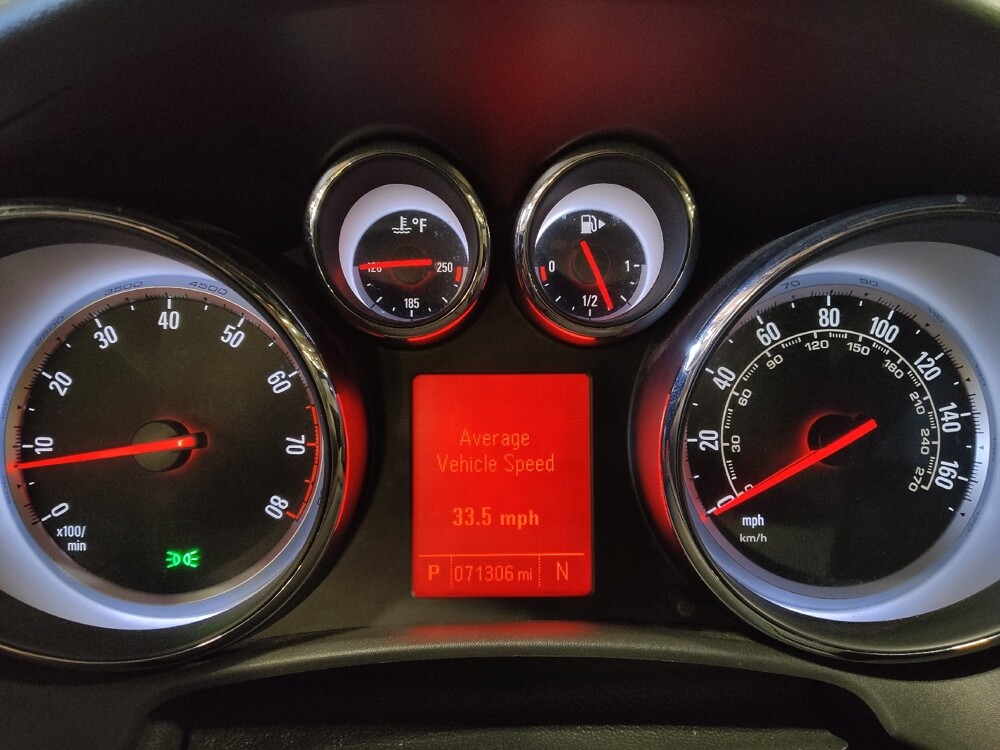 3500 4500
10 20 30 40 50 60 70 80
0
x100/
min
°F
120 185 250
0 1/2 1
Average
Vehicle Speed
33.5 mph
P 071306 mi N
70 90
0 20 40 60 80 100 120 140 160
30 60 90 120 150 180 210 240 270
mph
km/h